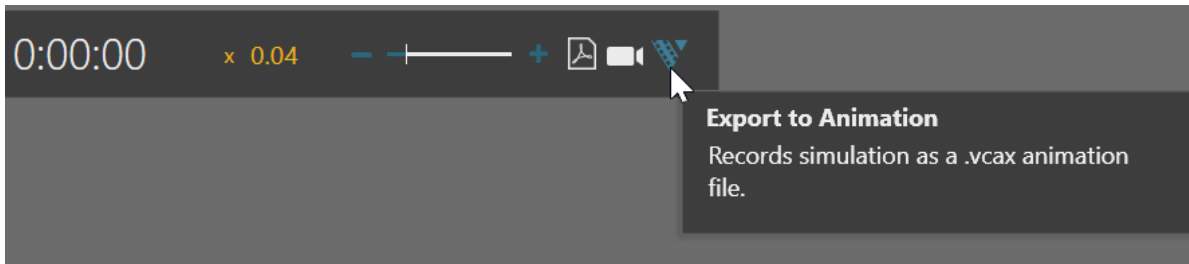 0:00:00 x 0.04
Export to Animation
Records simulation as a .vcax animation
file.